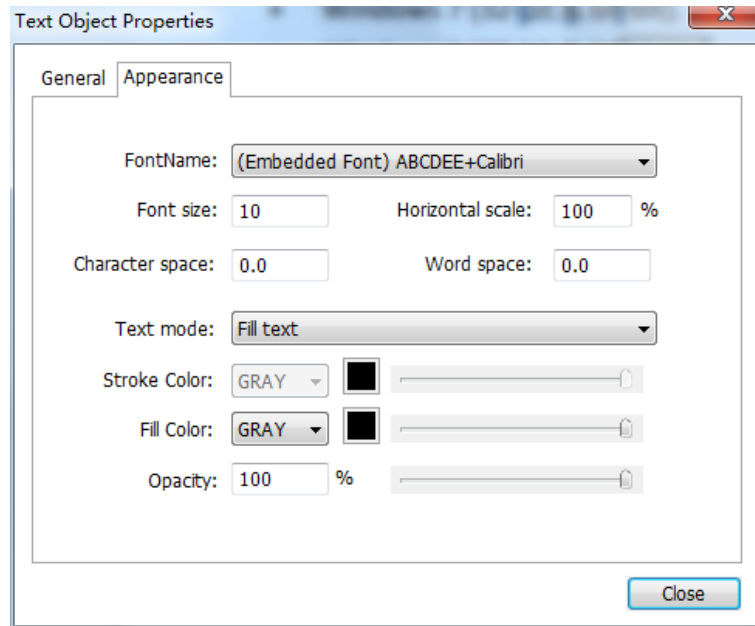 Text Object Properties
General Appearance
FontName: (Embedded Font) ABCDEE+Calibri
Font size: 10 Horizontal scale: 100 %
Character space: 0.0 Word space: 0.0
Text mode: Fill text
Stroke Color: GRAY
Fill Color: GRAY
Opacity: 100 %
Close